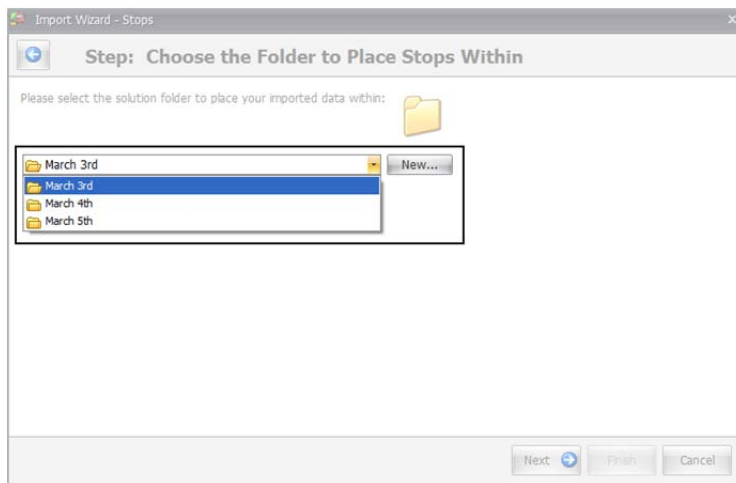 Import Wizard - Stops
Step: Choose the Folder to Place Stops Within
Please select the solution folder to place your imported data within:
March 3rd New...
March 3rd
March 4th
March 5th
Next Finish Cancel